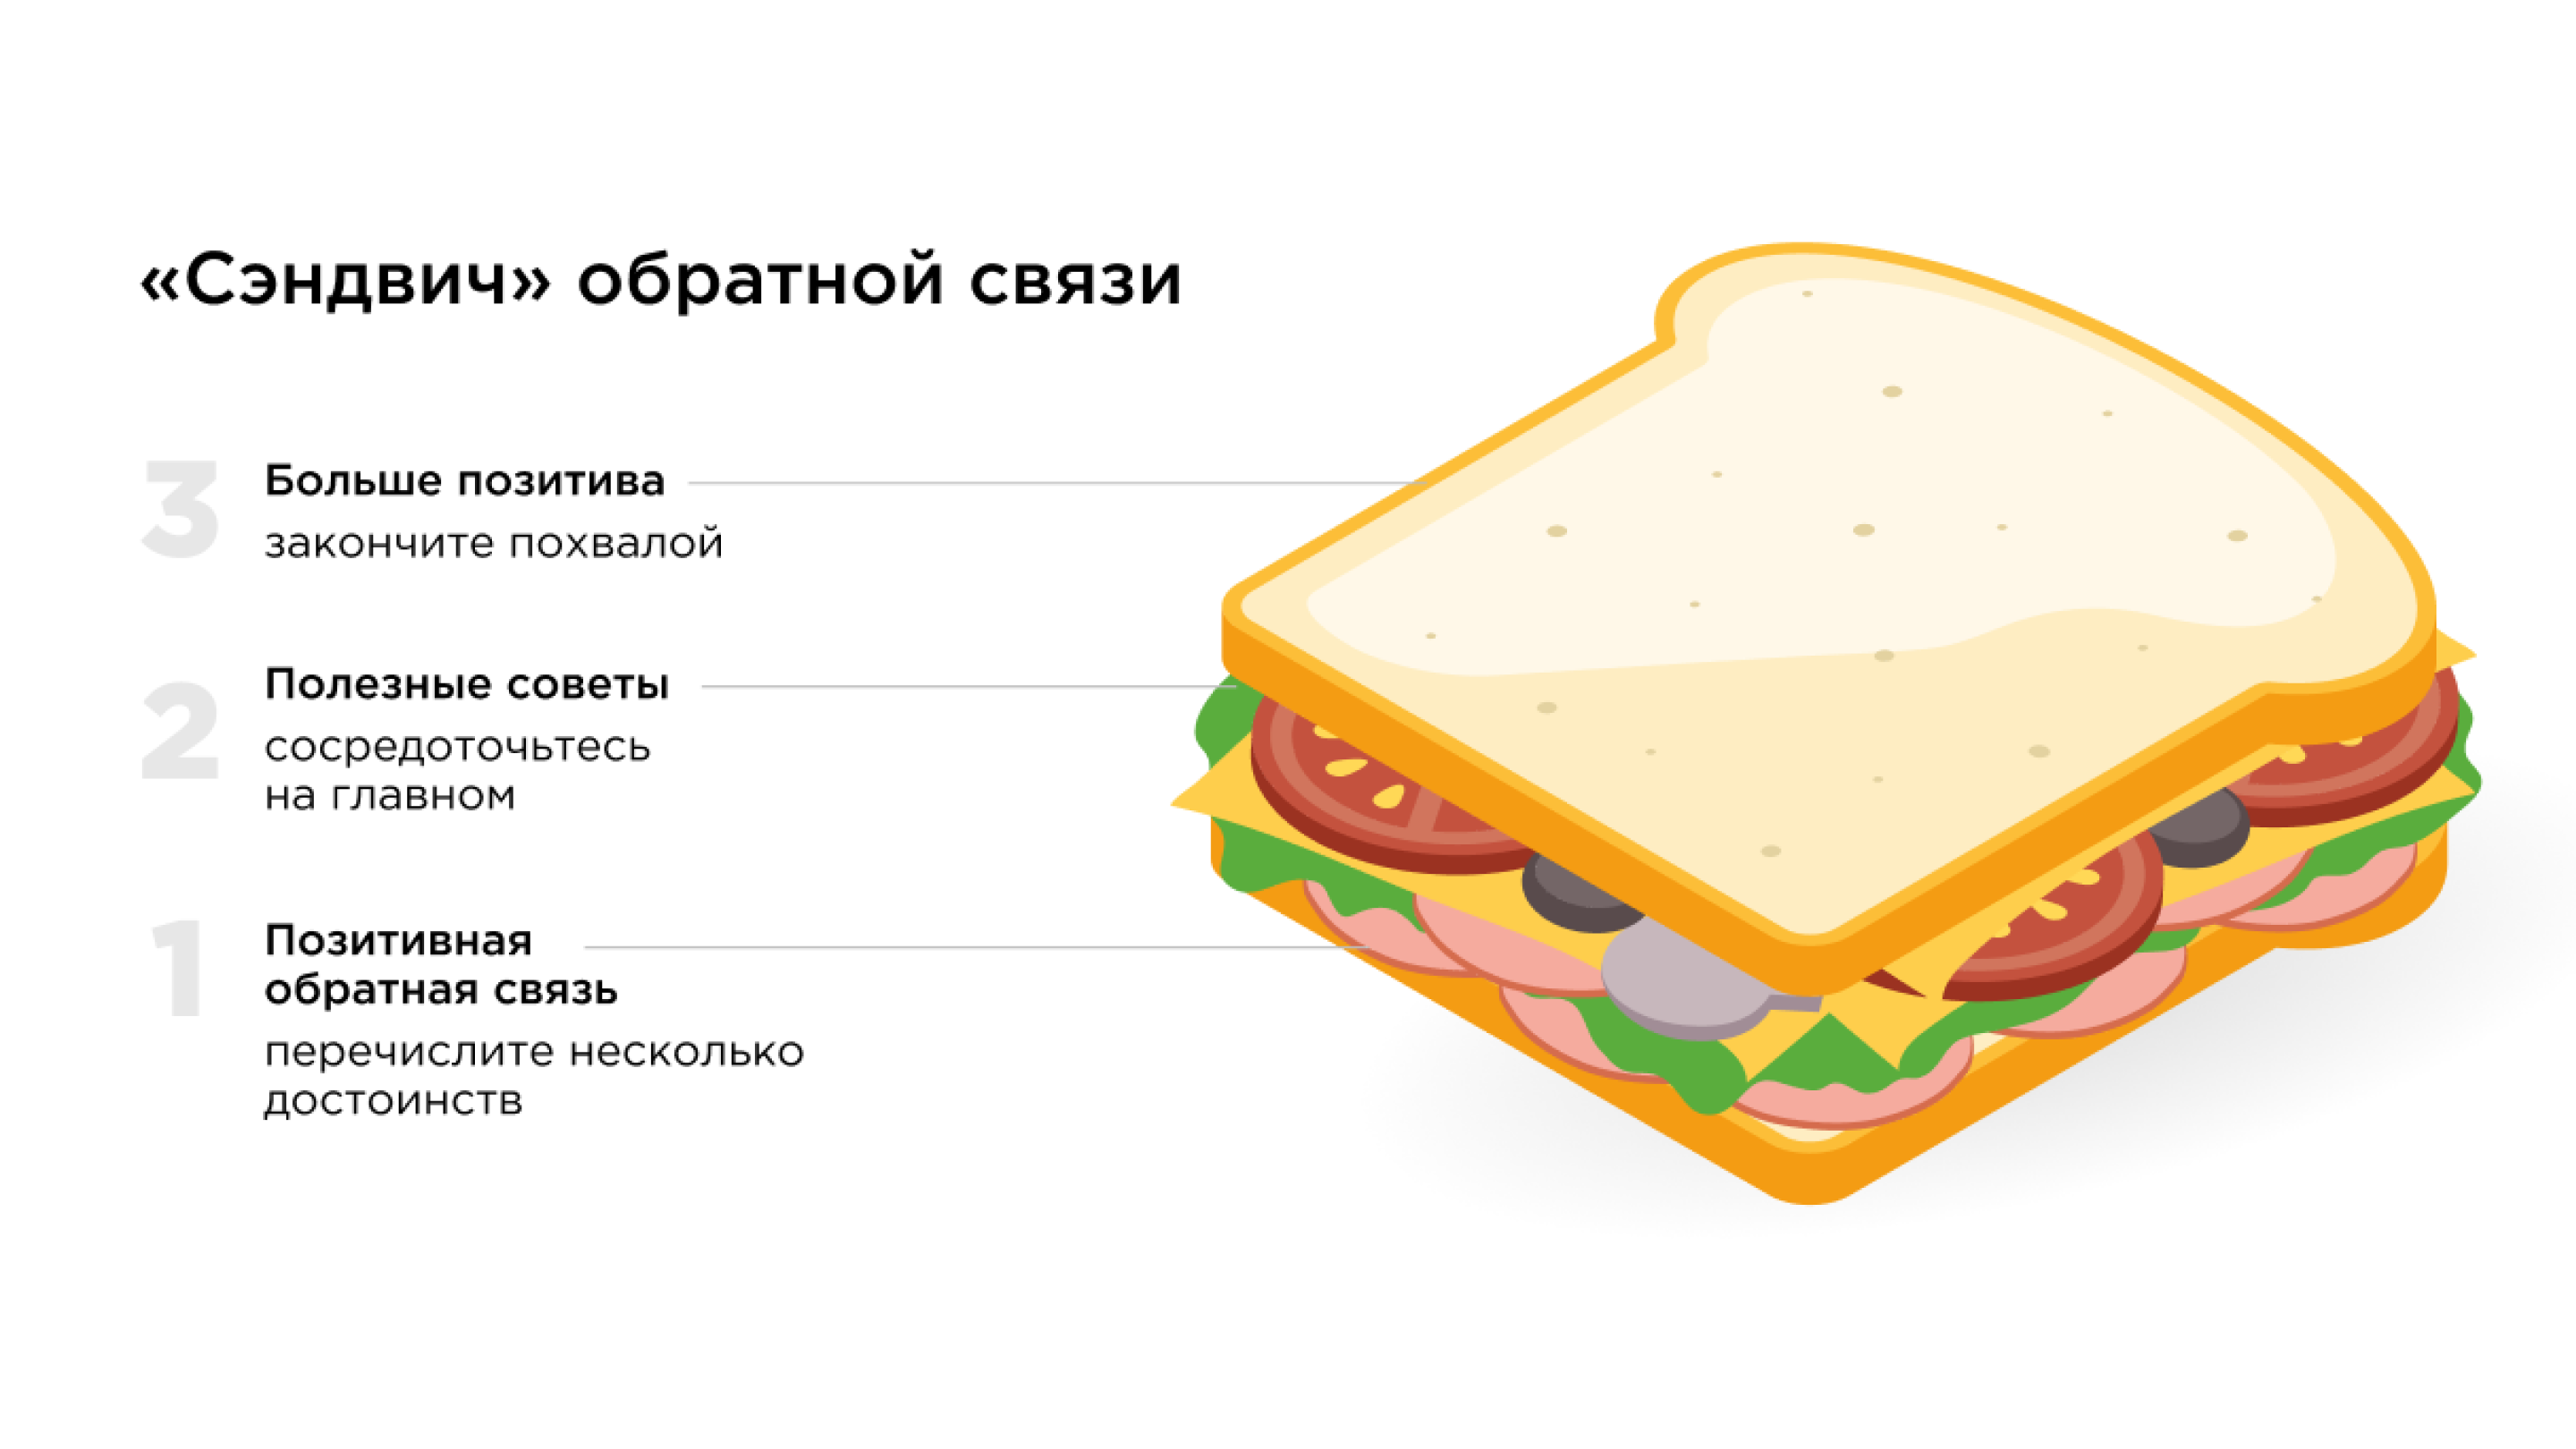 «Сэндвич» обратной связи
3
Больше позитива
закончите похвалой
2
Полезные советы
сосредоточьтесь
на главном
1
Позитивная
обратная связь
перечислите несколько
достоинств